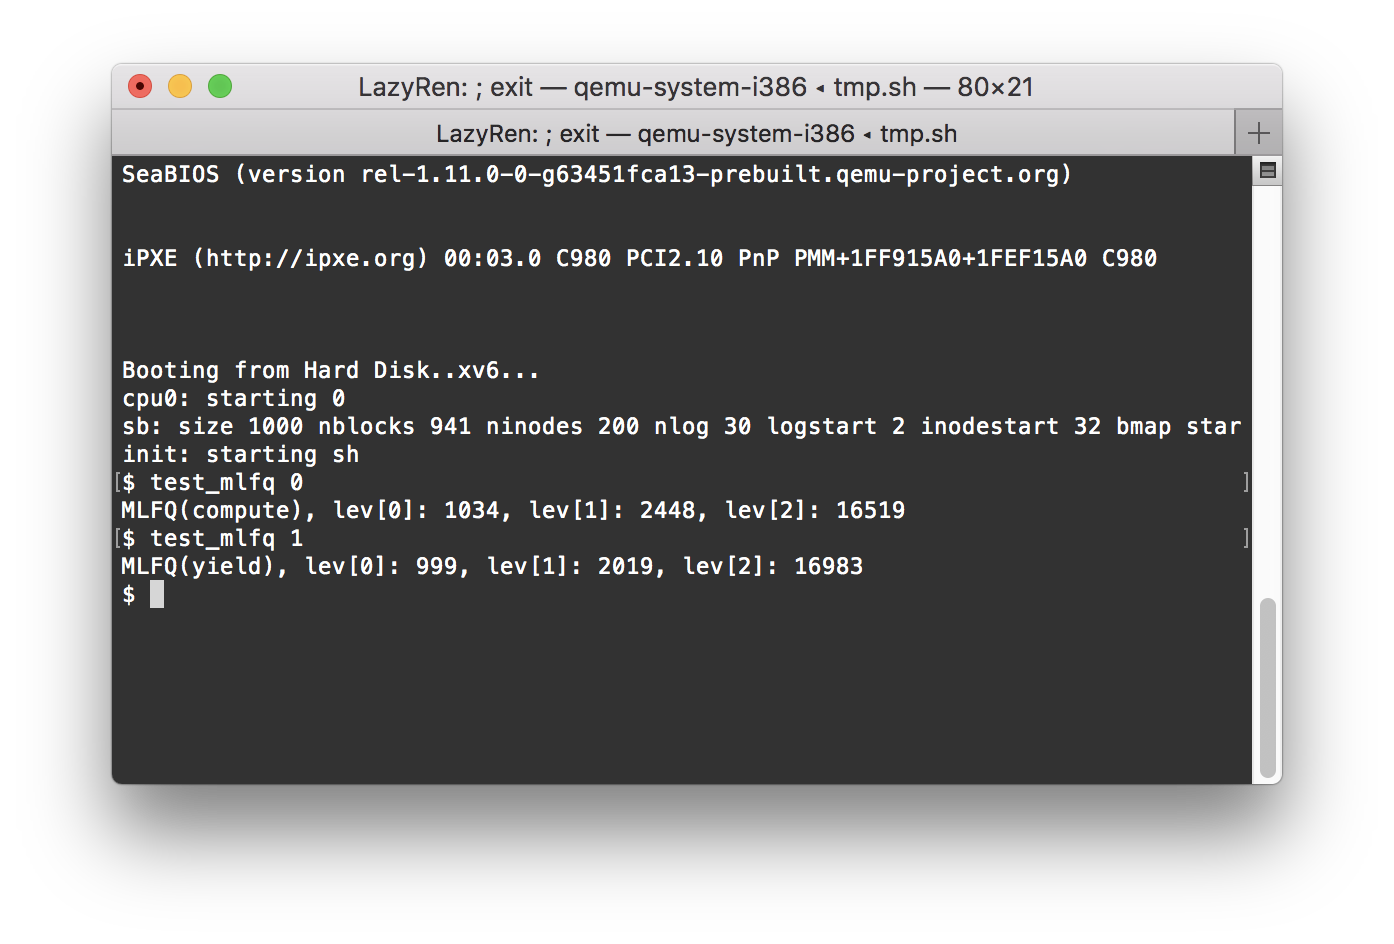 LazyRen: ; exit — qemu-system-i386 ◂ tmp.sh — 80×21
LazyRen: ; exit — qemu-system-i386 ◂ tmp.sh
SeaBIOS (version rel-1.11.0-0-g63451fca13-prebuilt.qemu-project.org)
iPXE (http://ipxe.org) 00:03.0 C980 PCI2.10 PnP PMM+1FF915A0+1FEF15A0 C980
Booting from Hard Disk..xv6...
cpu0: starting 0
sb: size 1000 nblocks 941 ninodes 200 nlog 30 logstart 2 inodestart 32 bmap star
init: starting sh
[$ test_mlfq 0 ]
MLFQ(compute), lev[0]: 1034, lev[1]: 2448, lev[2]: 16519
[$ test_mlfq 1 ]
MLFQ(yield), lev[0]: 999, lev[1]: 2019, lev[2]: 16983
$